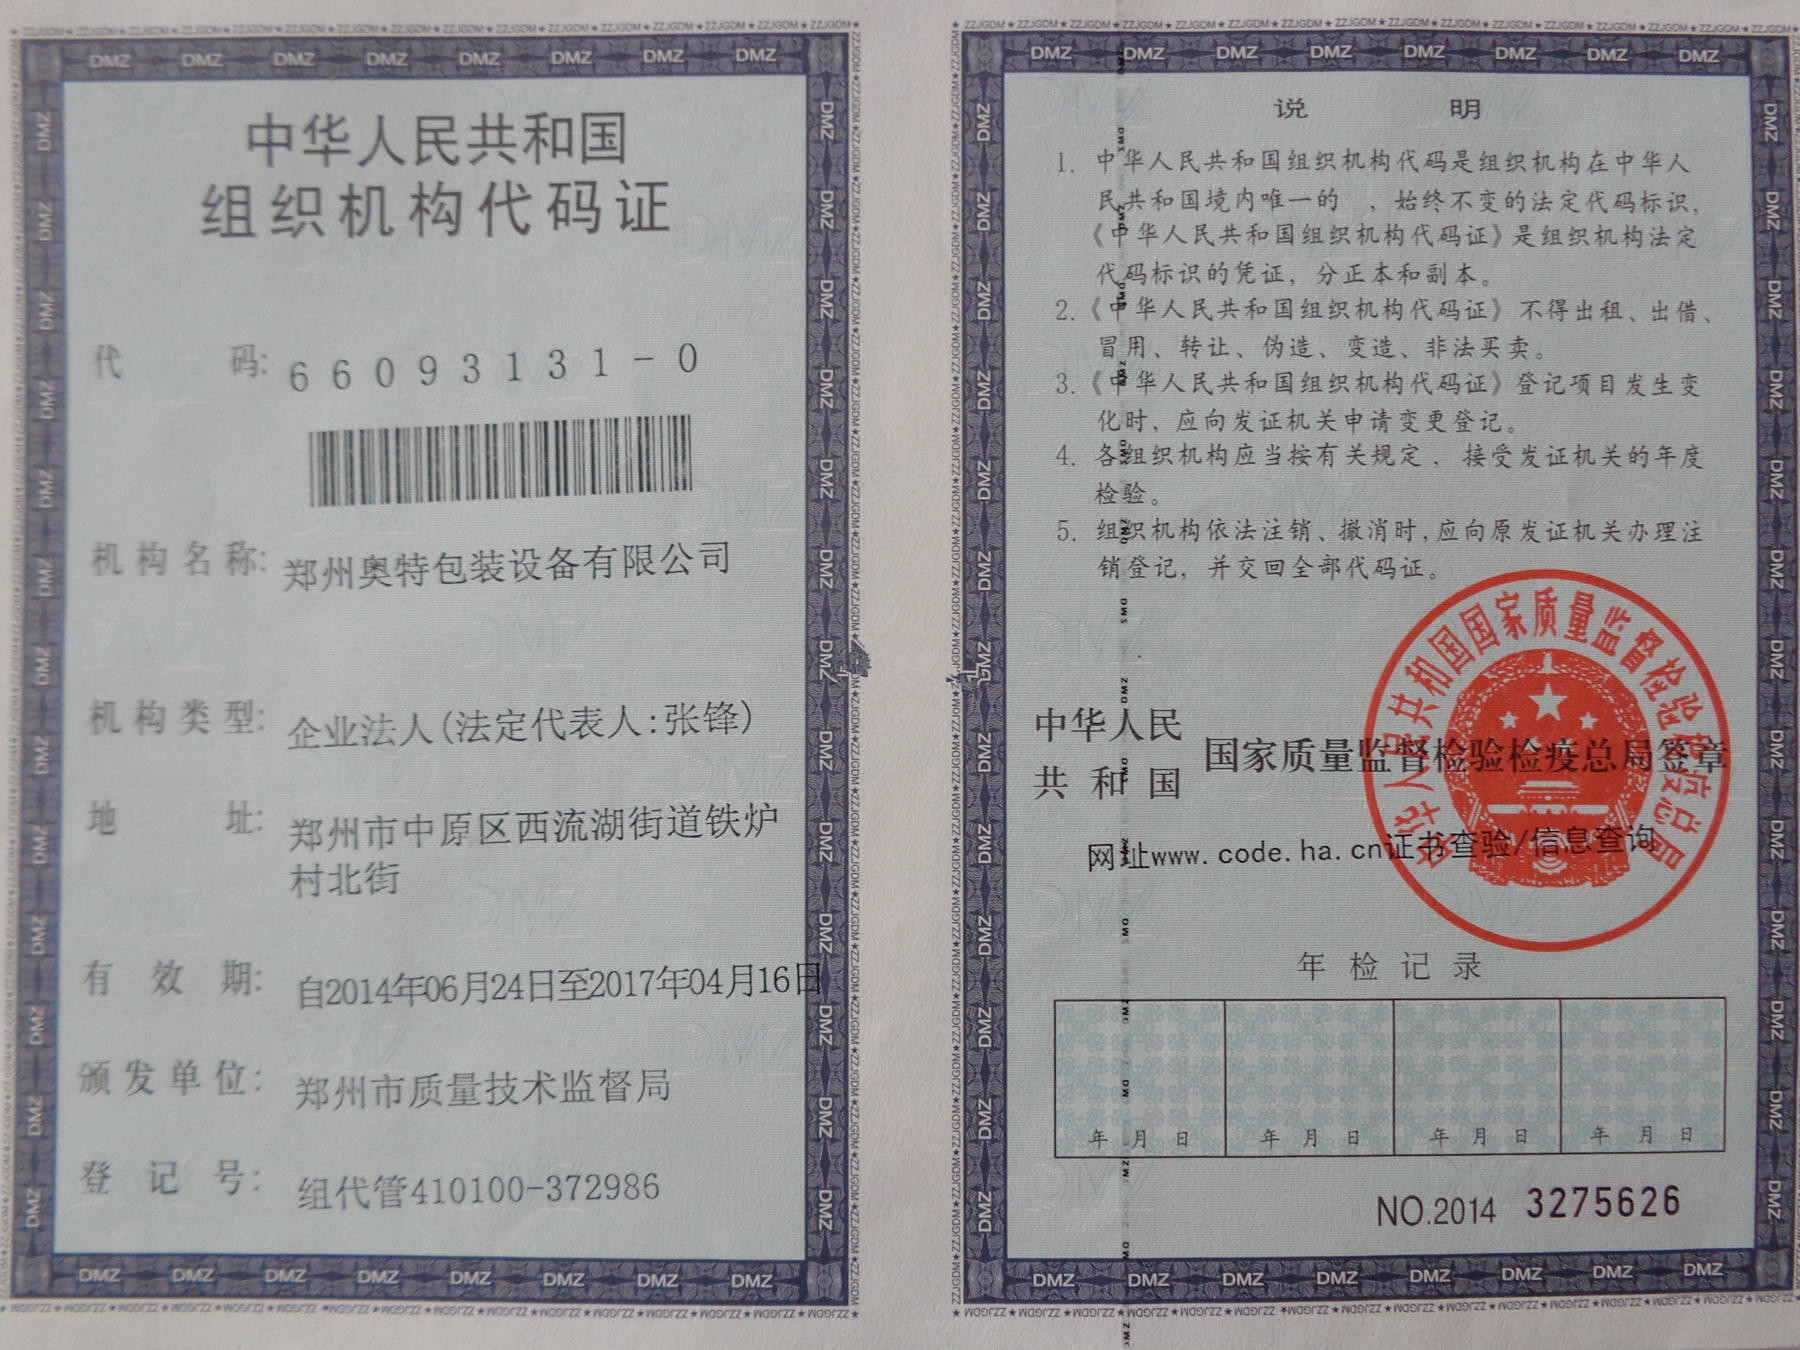 中华人民共和国
组织机构代码证
代码: 66093131-0
机构名称: 郑州奥特包装设备有限公司
机构类型: 企业法人(法定代表人:张锋)
地址: 郑州市中原区西流湖街道铁炉
村北街
有效期: 自2014年06月24日至2017年04月16日
颁发单位: 郑州市质量技术监督局
登记号: 组代管410100-372986
说明
1. 中华人民共和国组织机构代码是组织机构在中华人
民共和国境内唯一的 , 始终不变的法定代码标识,
《中华人民共和国组织机构代码证》是组织机构法定
代码标识的凭证, 分正本和副本。
2.《中华人民共和国组织机构代码证》不得出租、出借、
冒用、转让、伪造、变造、非法买卖。
3.《中华人民共和国组织机构代码证》登记项目发生变
化时, 应向发证机关申请变更登记。
4. 各组织机构应当按有关规定, 接受发证机关的年度
检验。
5. 组织机构依法注销、撤消时, 应向原发证机关办理注
销登记, 并交回全部代码证。
中华人民
共和国
国家质量监督检验检疫总局签章
中华人民共和国国家质量监督检验检疫总局
网址www.code.ha.cn证书查验/信息查询
年检记录
年 月 日 年 月 日 年 月 日 年 月 日
NO.2014 3275626